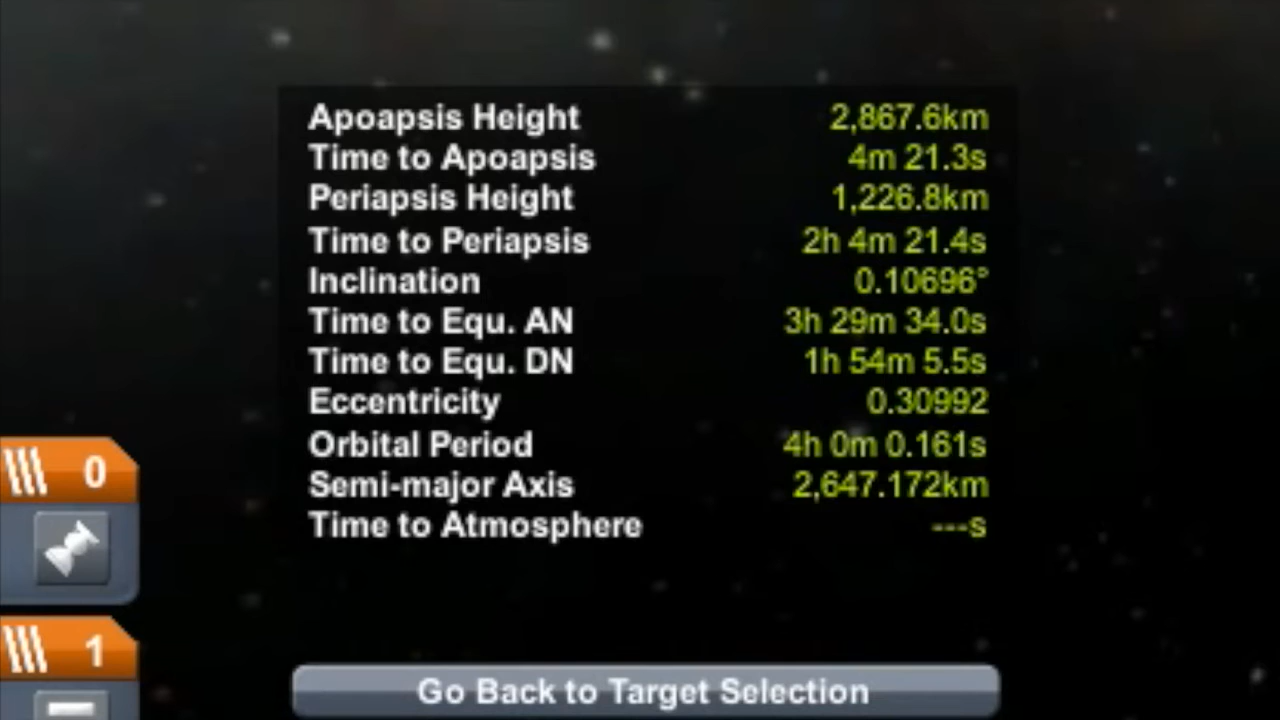 Apoapsis Height 2,867.6km
Time to Apoapsis 4m 21.3s
Periapsis Height 1,226.8km
Time to Periapsis 2h 4m 21.4s
Inclination 0.10696°
Time to Equ. AN 3h 29m 34.0s
Time to Equ. DN 1h 54m 5.5s
Eccentricity 0.30992
Orbital Period 4h 0m 0.161s
Semi-major Axis 2,647.172km
Time to Atmosphere ---s
0
1
Go Back to Target Selection